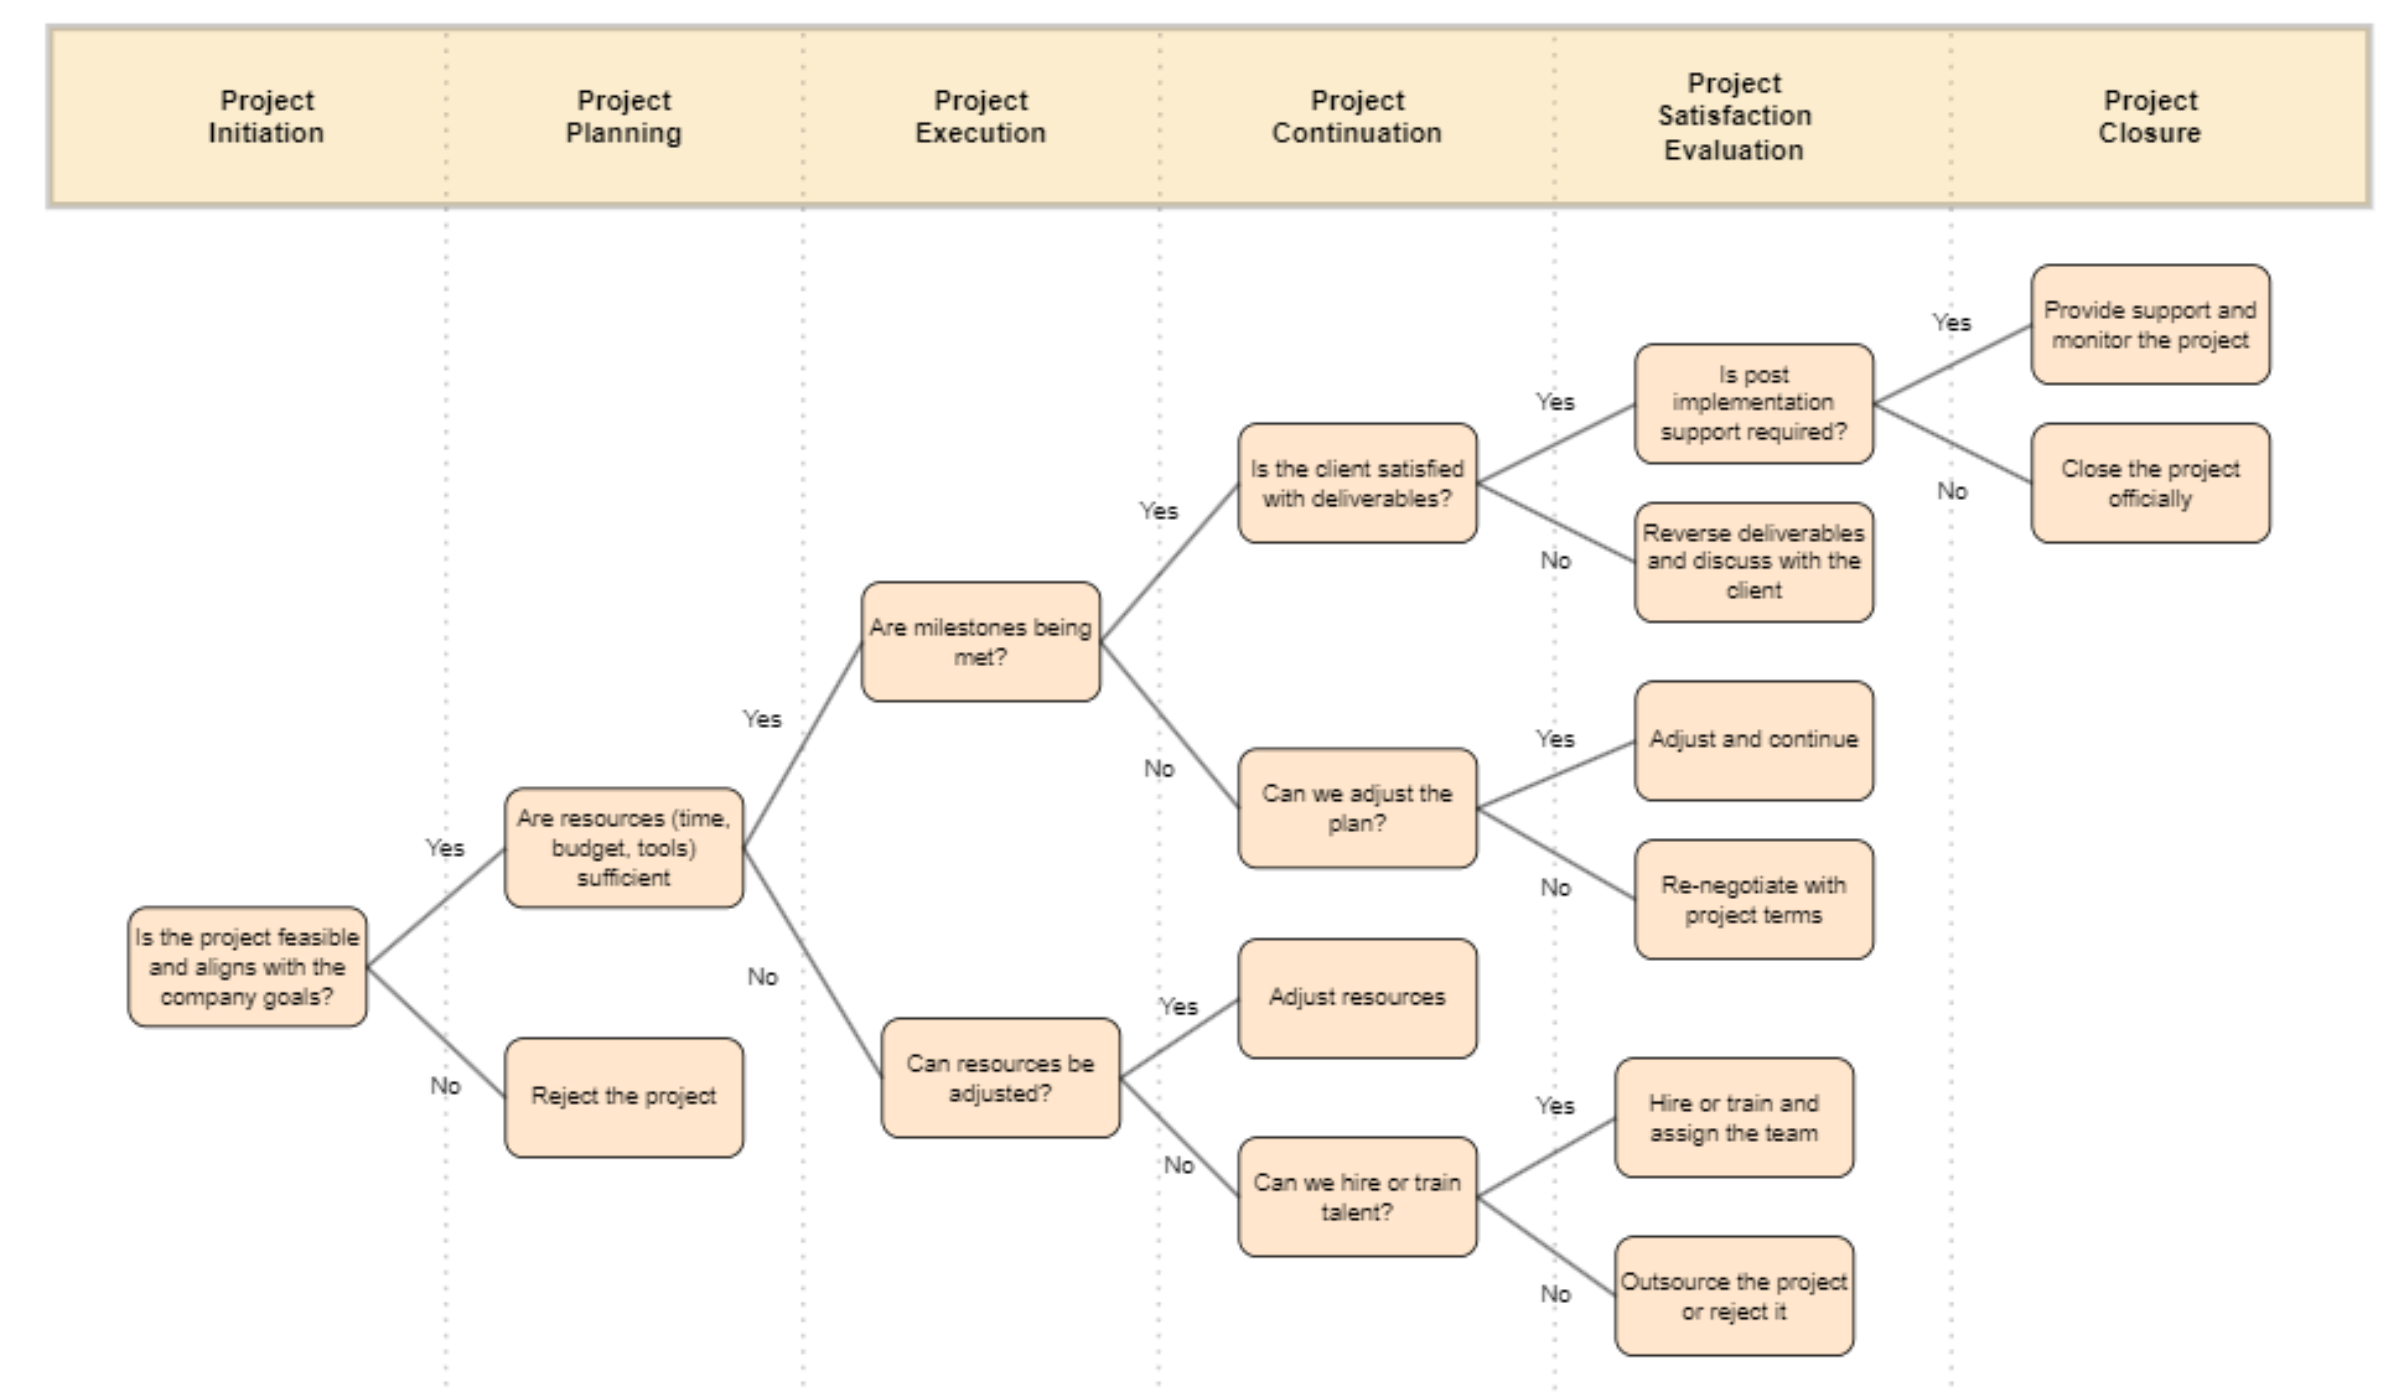 Project
Initiation
Project
Planning
Project
Execution
Project
Continuation
Project
Satisfaction
Evaluation
Project
Closure
Is the project feasible
and aligns with the
company goals?
Yes
No
Are resources (time,
budget, tools)
sufficient
Reject the project
Yes
No
Are milestones being
met?
Can resources be
adjusted?
Yes
No
Yes
No
Is the client satisfied
with deliverables?
Can we adjust the
plan?
Adjust resources
Can we hire or train
talent?
Yes
No
Yes
No
Yes
No
Is post
implementation
support required?
Reverse deliverables
and discuss with the
client
Adjust and continue
Re-negotiate with
project terms
Hire or train and
assign the team
Outsource the project
or reject it
Yes
No
Provide support and
monitor the project
Close the project
officially